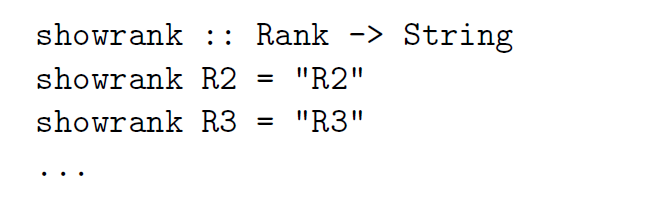 showrank :: Rank -> String
showrank R2 = "R2"
showrank R3 = "R3"
...